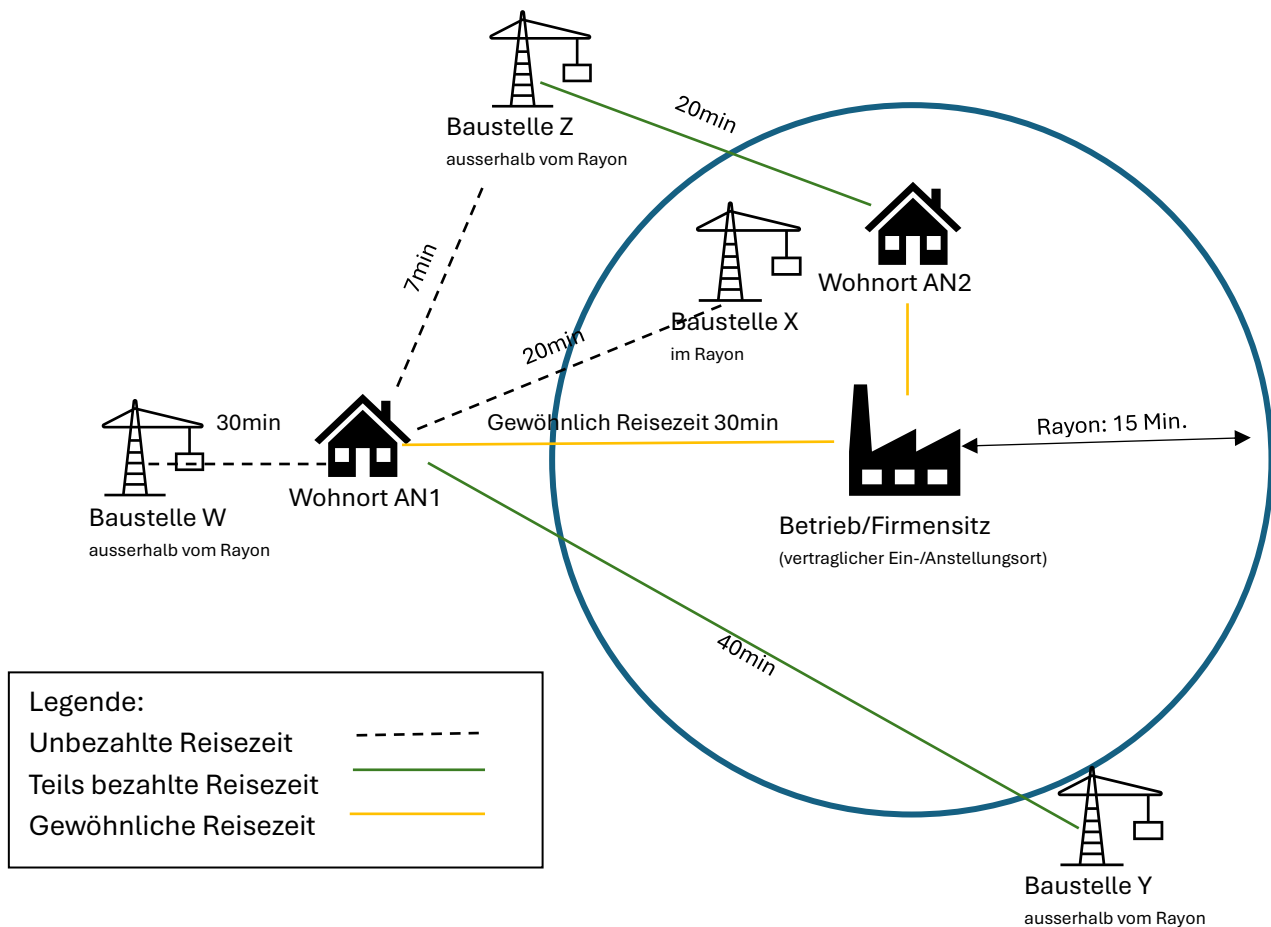 20min
Baustelle Z
ausserhalb vom Rayon
7min
Wohnort AN2
Baustelle X
im Rayon
20min
30min
Gewöhnlich Reisezeit 30min
Rayon: 15 Min.
Wohnort AN1
Baustelle W
ausserhalb vom Rayon
Betrieb/Firmensitz
(vertraglicher Ein-/Anstellungsort)
40min
Legende:
Unbezahlte Reisezeit
Teils bezahlte Reisezeit
Gewöhnliche Reisezeit
Baustelle Y
ausserhalb vom Rayon